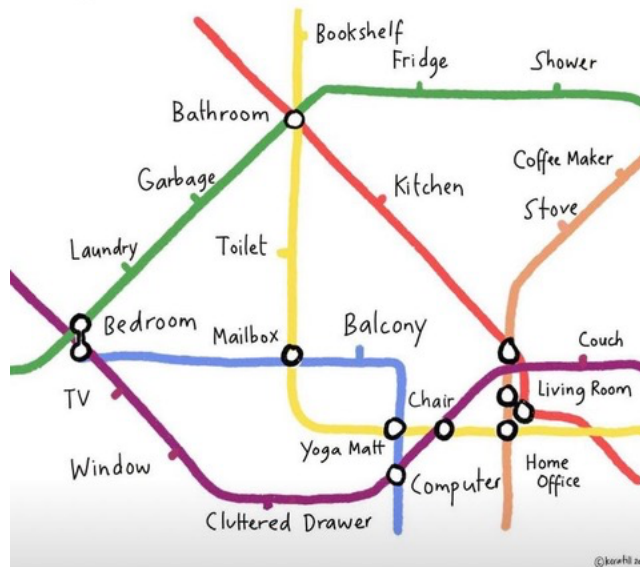 Bookshelf
Fridge
Shower
Bathroom
Coffee Maker
Garbage
Kitchen
Stove
Laundry
Toilet
Bedroom
Mailbox
Balcony
Couch
TV
Chair
Living Room
Yoga Matt
Window
Computer
Home
Office
Cluttered Drawer